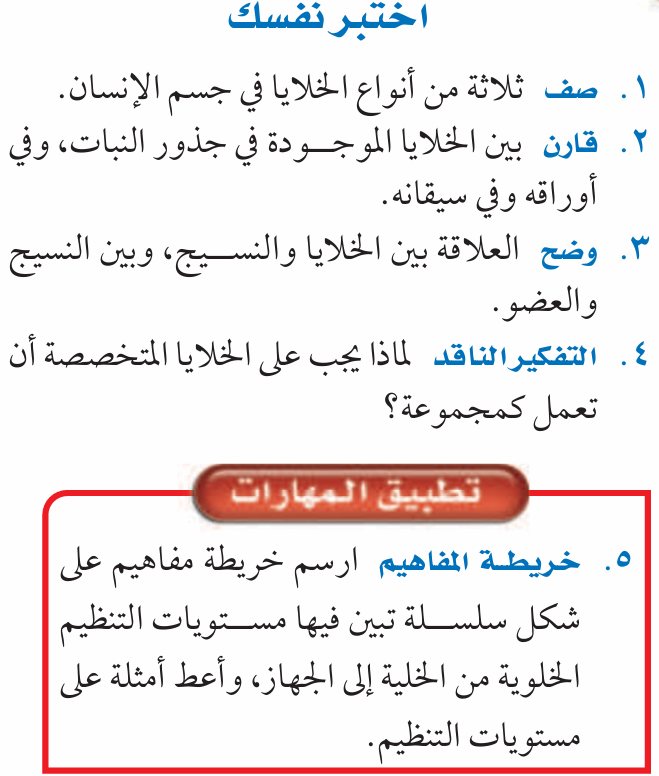 اختبر نفسك
١. صف ثلاثة من أنواع الخلايا في جسم الإنسان.
٢. قارن بين الخلايا الموجودة في جذور النبات، وفي
أوراقه وفي سيقانه.
٣. وضح العلاقة بين الخلايا والنسيج، وبين النسيج
والعضو.
٤. التفكير الناقد لماذا يجب على الخلايا المتخصصة أن
تعمل كمجموعة؟
تطبيق المهارات
٥. خريطة المفاهيم ارسم خريطة مفاهيم على
شكل سلسلة تبين فيها مستويات التنظيم
الخلوية من الخلية إلى الجهاز، وأعط أمثلة على
مستويات التنظيم.